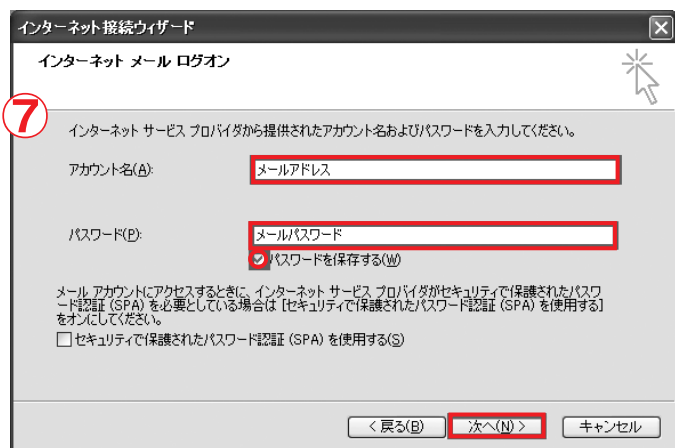 インターネット接続ウィザード
インターネット メール ログオン
⑦
インターネット サービス プロバイダから提供されたアカウント名およびパスワードを入力してください。
アカウント名(A):
メールアドレス
パスワード(P):
メールパスワード
パスワードを保存する(W)
メール アカウントにアクセスするときに、インターネット サービス プロバイダがセキュリティで保護されたパスワ
ード認証 (SPA) を必要としている場合は [セキュリティで保護されたパスワード認証 (SPA) を使用する]
をオンにしてください。
セキュリティで保護されたパスワード認証 (SPA) を使用する(S)
< 戻る(B)
次へ(N) >
キャンセル